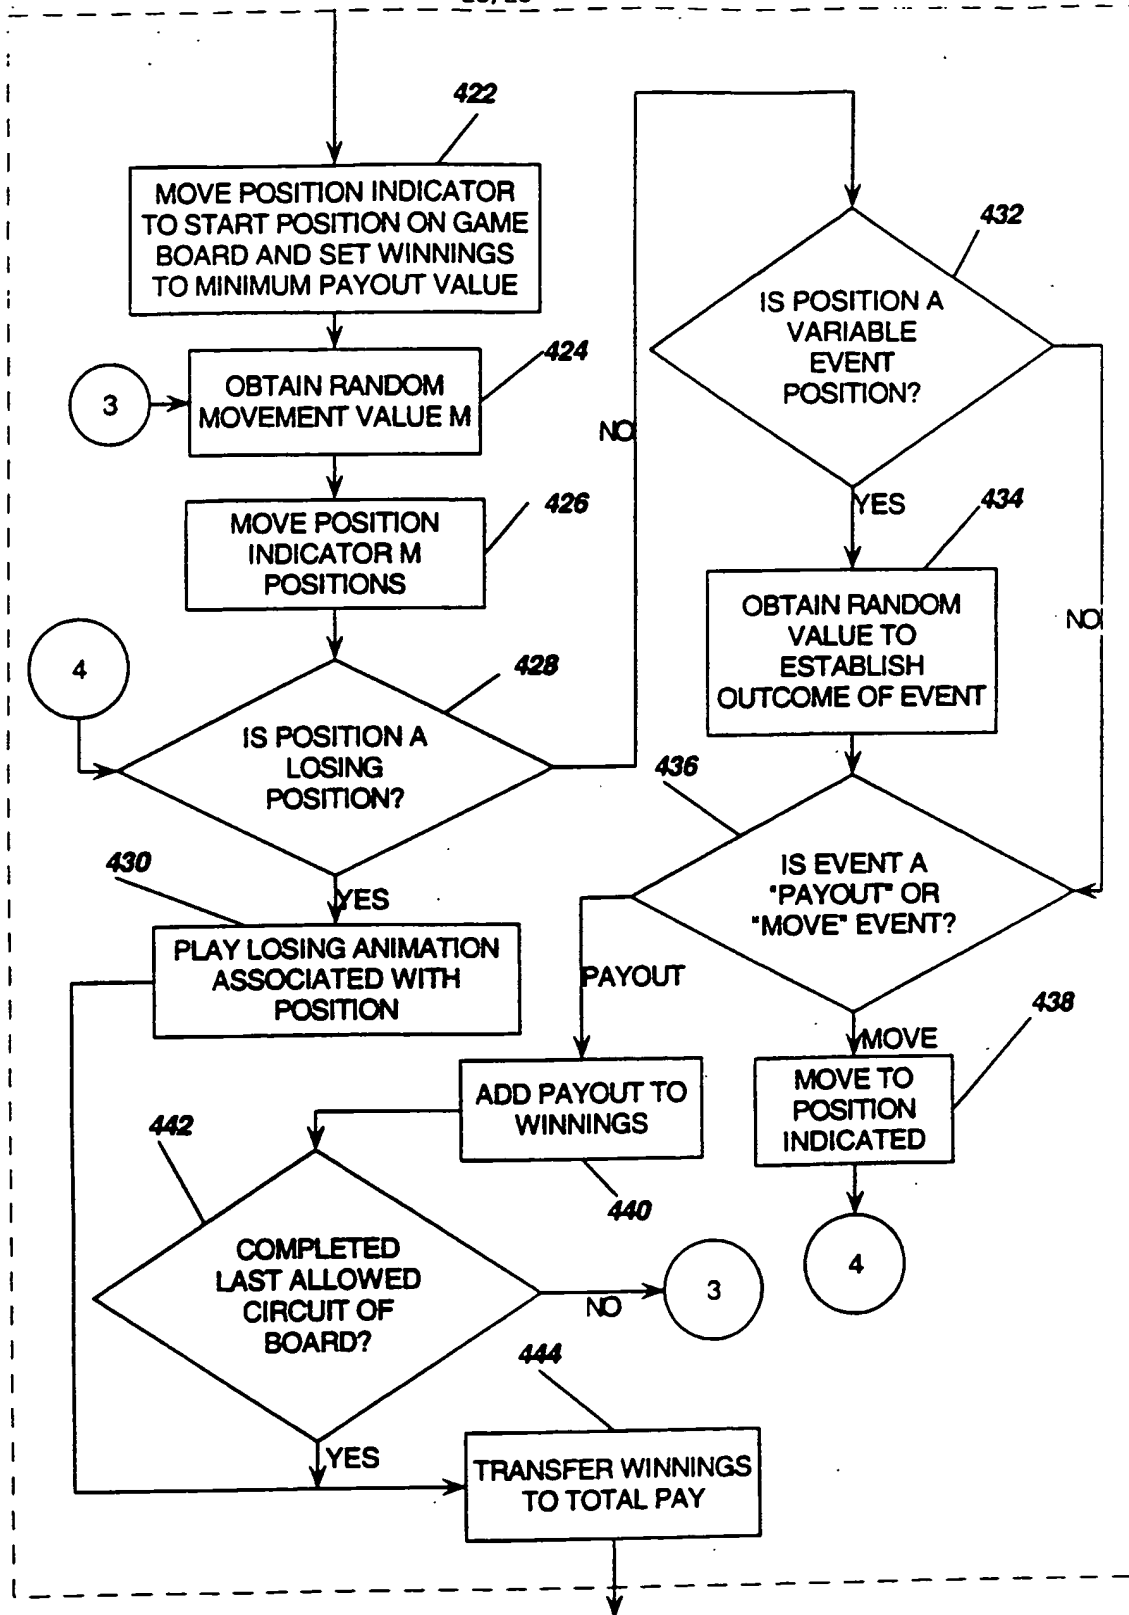 422
MOVE POSITION INDICATOR
TO START POSITION ON GAME
BOARD AND SET WINNINGS
TO MINIMUM PAYOUT VALUE
424
3
OBTAIN RANDOM
MOVEMENT VALUE M
426
MOVE POSITION
INDICATOR M
POSITIONS
4
428
IS POSITION A
LOSING
POSITION?
NO
YES
430
PLAY LOSING ANIMATION
ASSOCIATED WITH
POSITION
432
IS POSITION A
VARIABLE
EVENT
POSITION?
YES
NO
434
OBTAIN RANDOM
VALUE TO
ESTABLISH
OUTCOME OF EVENT
436
IS EVENT A
"PAYOUT" OR
"MOVE" EVENT?
PAYOUT
MOVE
438
MOVE TO
POSITION
INDICATED
4
ADD PAYOUT TO
WINNINGS
440
442
COMPLETED
LAST ALLOWED
CIRCUIT OF
BOARD?
NO
3
YES
444
TRANSFER WINNINGS
TO TOTAL PAY